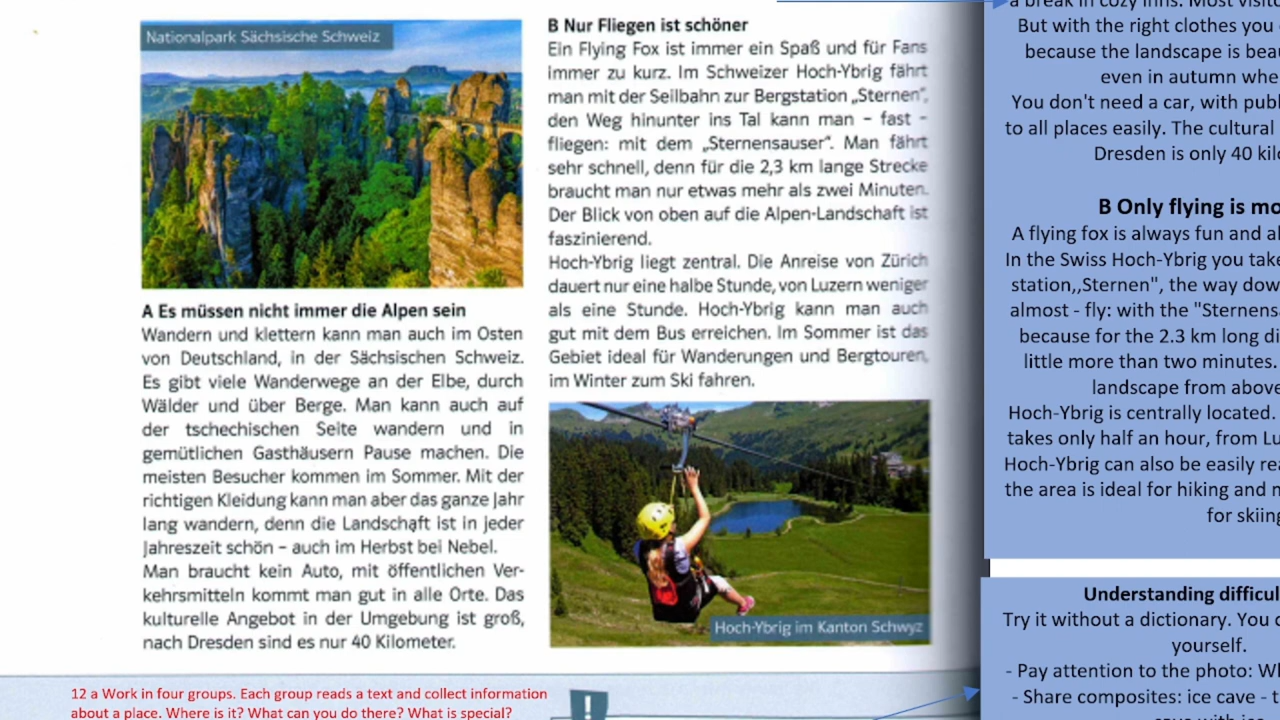 Nationalpark Sächsische Schweiz
A Es müssen nicht immer die Alpen sein
Wandern und klettern kann man auch im Osten
von Deutschland, in der Sächsischen Schweiz.
Es gibt viele Wanderwege an der Elbe, durch
Wälder und über Berge. Man kann auch auf
der tschechischen Seite wandern und in
gemütlichen Gasthäusern Pause machen. Die
meisten Besucher kommen im Sommer. Mit der
richtigen Kleidung kann man aber das ganze Jahr
lang wandern, denn die Landschaft ist in jeder
Jahreszeit schön – auch im Herbst bei Nebel.
Man braucht kein Auto, mit öffentlichen Ver-
kehrsmitteln kommt man gut in alle Orte. Das
kulturelle Angebot in der Umgebung ist groß,
nach Dresden sind es nur 40 Kilometer.
B Nur Fliegen ist schöner
Ein Flying Fox ist immer ein Spaß und für Fans
immer zu kurz. Im Schweizer Hoch-Ybrig fährt
man mit der Seilbahn zur Bergstation „Sternen“,
den Weg hinunter ins Tal kann man – fast –
fliegen: mit dem „Sternensauser“. Man fährt
sehr schnell, denn für die 2,3 km lange Strecke
braucht man nur etwas mehr als zwei Minuten.
Der Blick von oben auf die Alpen-Landschaft ist
faszinierend.
Hoch-Ybrig liegt zentral. Die Anreise von Zürich
dauert nur eine halbe Stunde, von Luzern weniger
als eine Stunde. Hoch-Ybrig kann man auch
gut mit dem Bus erreichen. Im Sommer ist das
Gebiet ideal für Wanderungen und Bergtouren,
im Winter zum Ski fahren.
Hoch-Ybrig im Kanton Schwyz
12 a Work in four groups. Each group reads a text and collect information
about a place. Where is it? What can you do there? What is special?
!
a break in cozy inns. Most
But with the right clothes you
because the landscape is
even in autumn
You don't need a car, with
to all places easily. The cultural
Dresden is only 40
B Only flying is
A flying fox is always fun and
In the Swiss Hoch-Ybrig you
station,,Sternen", the way
almost - fly: with the
because for the 2.3 km long
little more than two minutes.
landscape from
Hoch-Ybrig is centrally located.
takes only half an hour, from
Hoch-Ybrig can also be easily
the area is ideal for hiking and
for
Understanding
Try it without a dictionary. You
yourself.
- Pay attention to the photo:
- Share composites: ice cave -